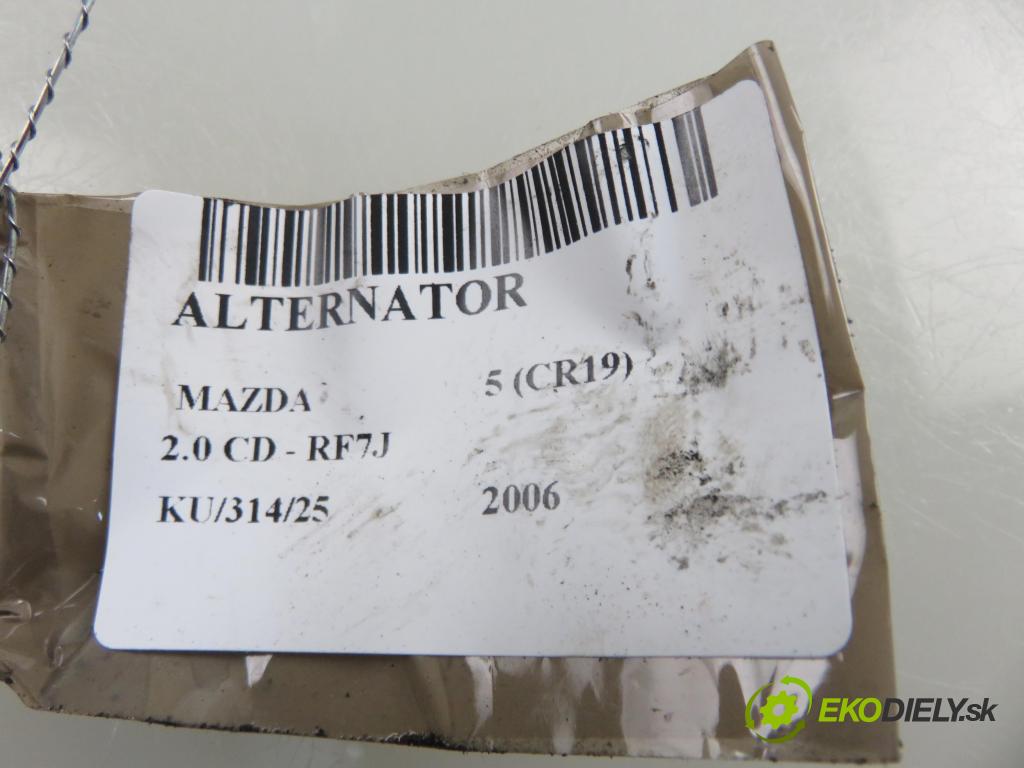 ALTERNATOR
MAZDA 5 (CR19)
2.0 CD - RF7J
KU/314/25 2006
EKODIELY.sk